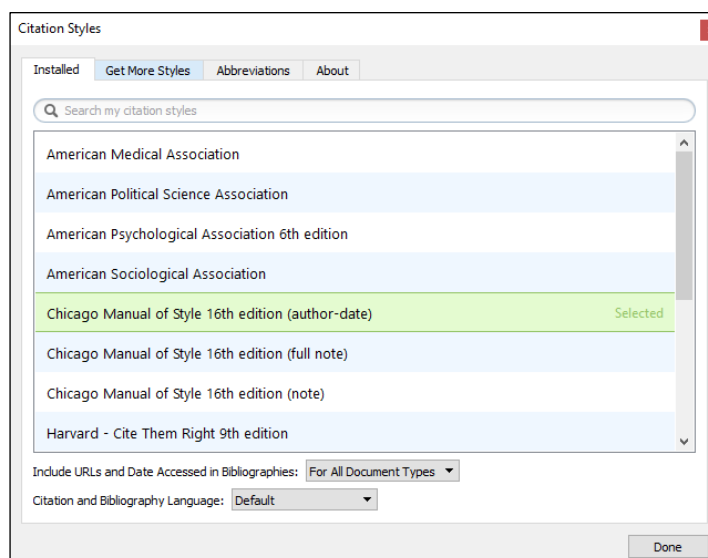 Citation Styles
Installed Get More Styles Abbreviations About
Search my citation styles
American Medical Association
American Political Science Association
American Psychological Association 6th edition
American Sociological Association
Chicago Manual of Style 16th edition (author-date) Selected
Chicago Manual of Style 16th edition (full note)
Chicago Manual of Style 16th edition (note)
Harvard - Cite Them Right 9th edition
Include URLs and Date Accessed in Bibliographies: For All Document Types
Citation and Bibliography Language: Default
Done